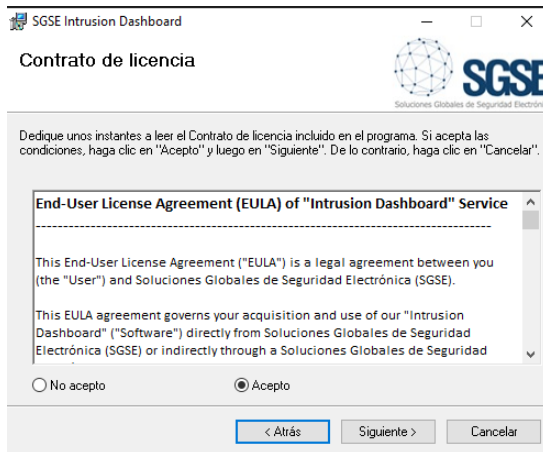 SGSE Intrusion Dashboard
Contrato de licencia
SGSE
Soluciones Globales de Seguridad
Dedique unos instantes a leer el Contrato de licencia incluido en el programa. Si acepta las
condiciones, haga clic en "Acepto" y luego en "Siguiente". De lo contrario, haga clic en "Cancelar".
End-User License Agreement (EULA) of "Intrusion Dashboard" Service
--------------------------------------------------------------------------------------------
This End-User License Agreement ("EULA") is a legal agreement between you
(the "User") and Soluciones Globales de Seguridad Electrónica (SGSE).
This EULA agreement governs your acquisition and use of our "Intrusion
Dashboard" ("Software") directly from Soluciones Globales de Seguridad
Electrónica (SGSE) or indirectly through a Soluciones Globales de Seguridad
No acepto
Acepto
< Atrás
Siguiente >
Cancelar